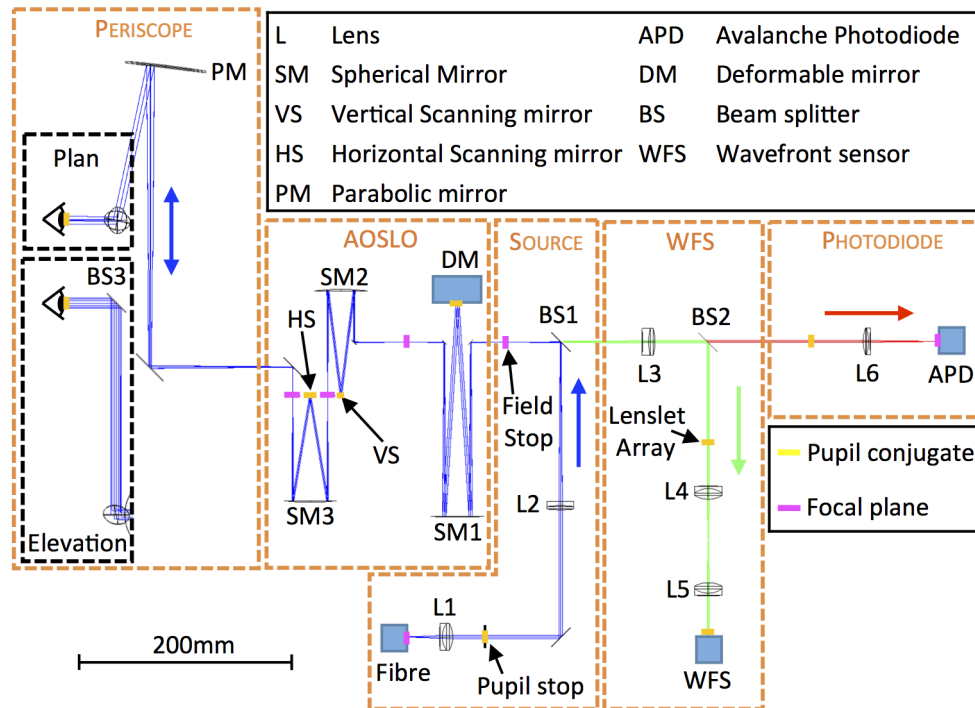 PERISCOPE
PM
Plan
BS3
Elevation
200mm
L Lens
SM Spherical Mirror
VS Vertical Scanning mirror
HS Horizontal Scanning mirror
PM Parabolic mirror
APD Avalanche Photodiode
DM Deformable mirror
BS Beam splitter
WFS Wavefront sensor
AOSLO
SM2
DM
HS
VS
SM3
SM1
SOURCE
BS1
Field
Stop
L2
L1
Fibre
Pupil stop
WFS
BS2
L3
Lenslet
Array
L4
L5
WFS
PHOTODIODE
L6
APD
Pupil conjugate
Focal plane